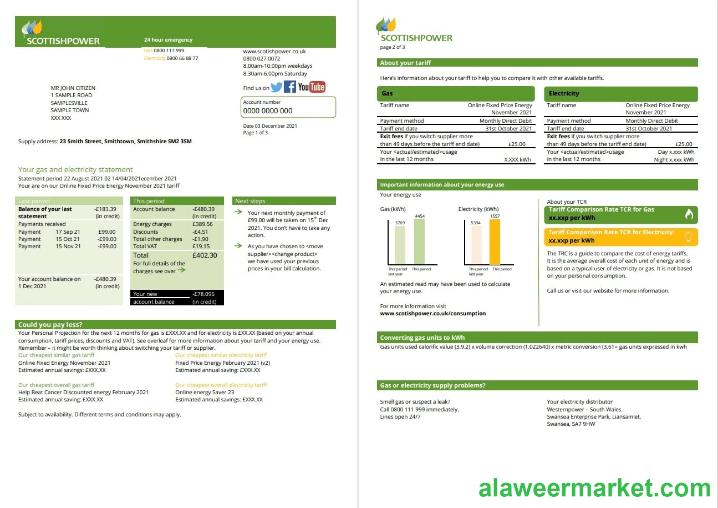 SCOTTISHPOWER
24 hour emergency
Gas 0800 111 999
Electricity 0800 66 88 77
www.scottishpower.co.uk
0800 027 0072
8.00am-10.00pm weekdays
8.30am-6.00pm Saturday
Find us on
You Tube
MR JOHN CITIZEN
1 SAMPLE ROAD
SAMPLESVILLE
SAMPLE TOWN
XXX XXX
Account number
0000 0000 000
Date 03 December 2021
Page 1 of 3
Supply address: 23 Smith Street, Smithtown, Smithshire SM2 3SM
Your gas and electricity statement
Statement period 22 August 2021 02 14/04/2021ecember 2021
Your are on our Online Fixed Price Energy November 2021 tariff
Last period
Balance of your last -£183.39
statement (in credit)
Payments received
Payment 17 Sep 21 £99.00
Payment 15 Oct 21 -£99.00
Payment 15 Nov 21 -£99.00
Your account balance on -£480.39
1 Dec 2021 (in credit)
This period
Account balance -£480.39
(in credit)
Energy charges £389.56
Discounts -£4.51
Total other charges -£1.90
Total VAT £19.15
Total £402.30
For full details of the
charges see over
Your new -£78.095
account balance (in credit)
Next steps
Your next monthly payment of
£99.00 will be taken on 15th Dec
2021. You don't have to take any
action.
As you have chosen to <move
supplier><change product>
we have used your previous
prices in your bill calculation.
Could you pay less?
Your Personal Projection for the next 12 months for gas is £XXX.XX and for electricity is £XX.XX (based on your annual
consumption, tariff prices, discounts and VAT). See overleaf for more information about your tariff and your energy use.
Remember – it might be worth thinking about switching your tariff or supplier.
Our cheapest similar gas tariff
Online Fixed Energy November 2021
Estimated annual savings: £XXX.XX
Our cheapest similar electricity tariff
Fixed Price Energy February 2021 (v2)
Estimated annual savings: £XXX.XX
Our cheapest overall gas tariff
Help Beat Cancer Discounted energy February 2021
Estimated annual saving: £XXX.XX
Our cheapest overall electricity tariff
Online energy Saver 23
Estimated annual savings: £XXX.XX
Subject to availability. Different terms and conditions may apply.
SCOTTISHPOWER
page 2 of 3
About your tariff
Here's information about your tariff to help you to compare it with other available tariffs.
Gas
Tariff name Online Fixed Price Energy
November 2021
Payment method Monthly Direct Debit
Tariff end date 31st October 2021
Exit fees if you switch supplier more
than 49 days before the tariff end date) £25.00
Your <actual/estimated>usage
in the last 12 months X,XXX kWh
Electricity
Tariff name Online Fixed Price Energy
November 2021
Payment method Monthly Direct Debit
Tariff end date 31st October 2021
Exit fees if you switch supplier more
than 49 days before the tariff end date) £25.00
Your <actual/estimated>usage Day x.xxx kWh
In the last 12 months Night x.xxx kWh
Important information about your energy use
Your energy use
Gas (kWh)
3769 4454
This period last year
This period
Electricity (kWh)
5394 1557
This period last year
This period
An estimated read may have been used to calculate
your energy use.
For more information visit
www.scottishpower.co.uk/consumption
About your TCR
Tariff Comparison Rate TCR for Gas
xx.xxp per kWh
Tariff Comparison Rate TCR for Electricity
xx.xxp per kWh
The TRC is a guide to compare the cost of energy tariffs.
It is the average overall cost of each unit of energy and is
based on a typical user of electricity or gas. It is not based
on your personal consumption.
Call us or visit our website for more information.
Converting gas units to kWh
Gas units used calorific value (3.9.2) x volume correction (1.022640) x metric conversion (3.61= gas units expressed in kwh
Gas or electricity supply problems?
Smell gas or suspect a leak?
Call 0800 111 999 immediately.
Lines open 24/7
Your electricity distributor
Westernpower – South Wales,
Swansea Enterprise Park, Llansamlet,
Swansea, SA7 9HW
alaweermarket.com